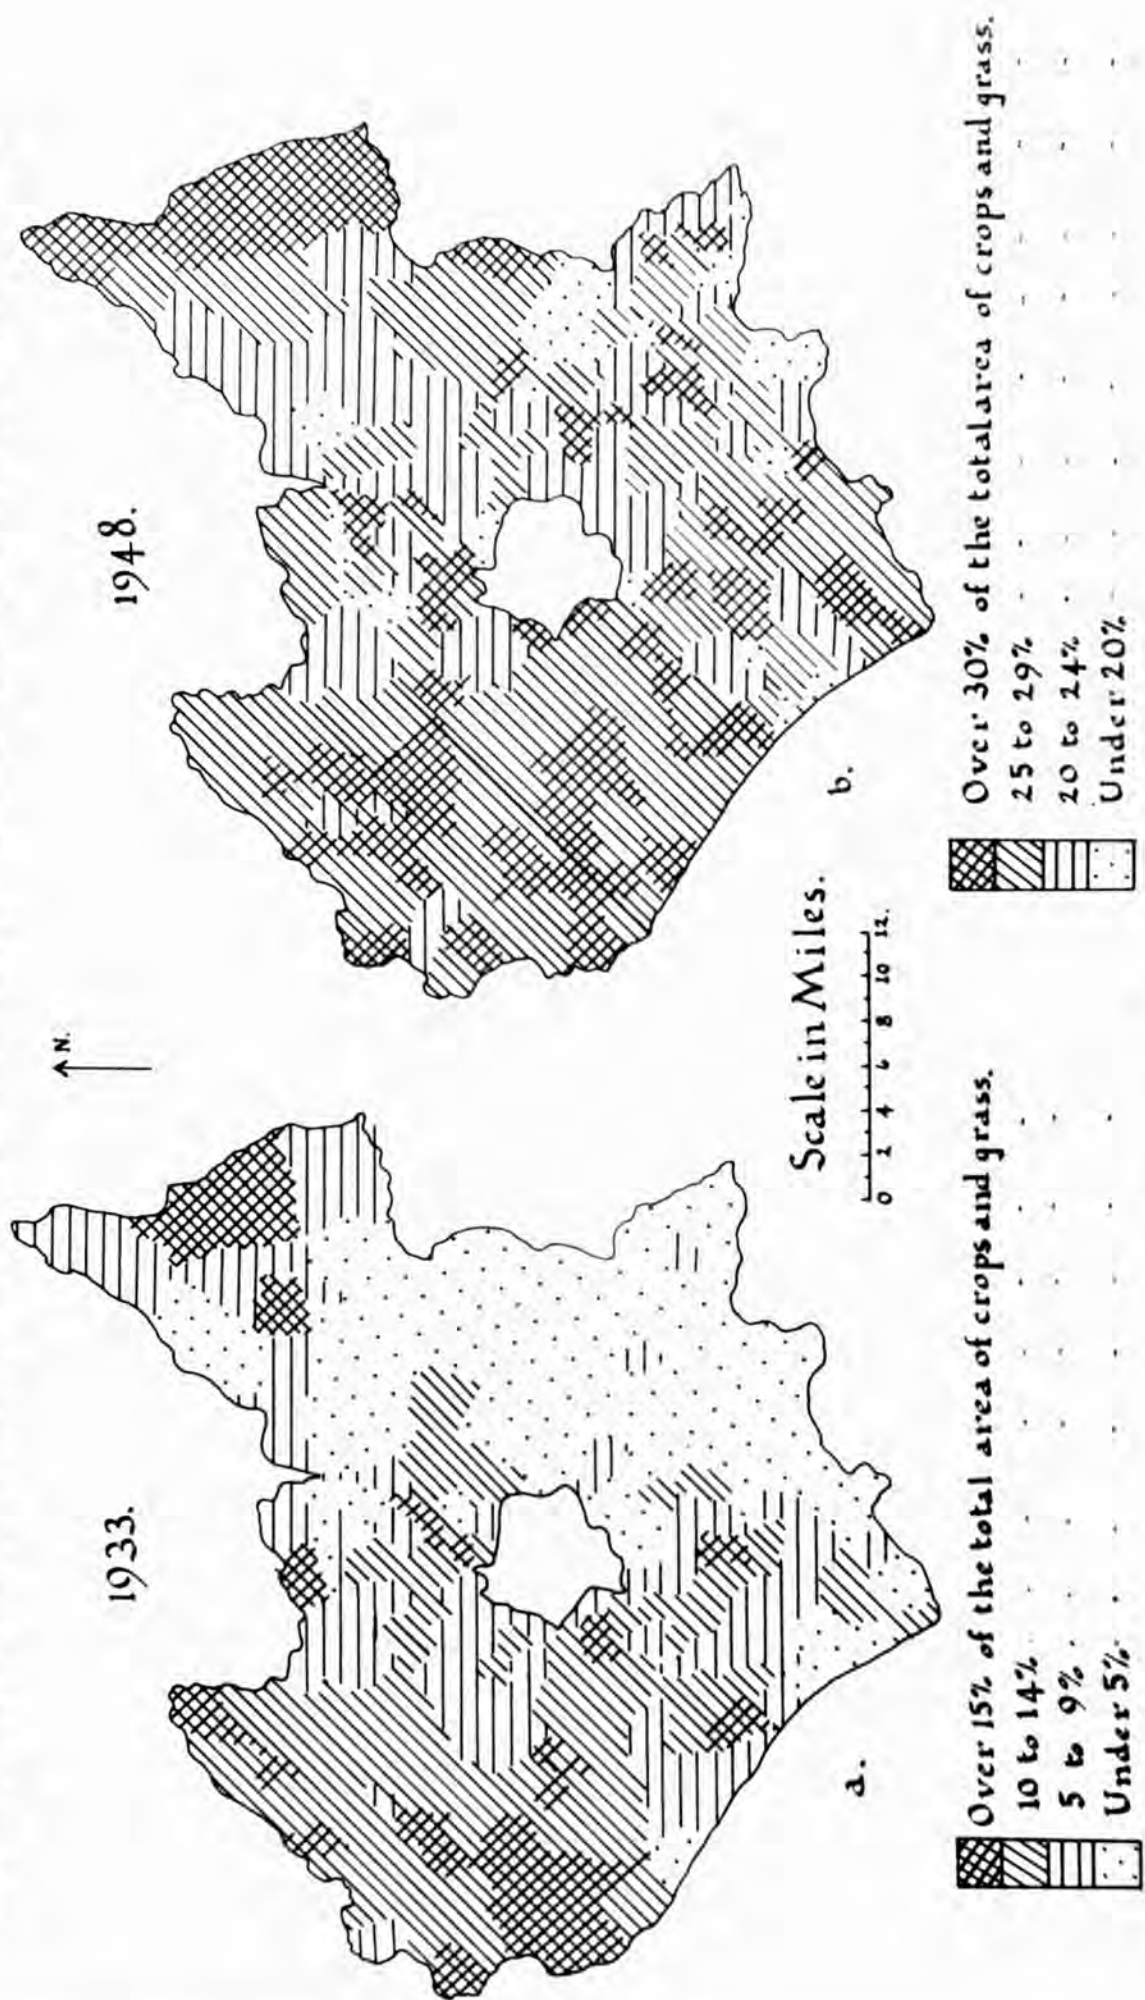 1933.
1948.
N.
a.
b.
Scale in Miles.
0 2 4 6 8 10 12.
Over 15% of the total area of crops and grass.
10 to 14%
5 to 9%
Under 5%
Over 30% of the total area of crops and grass.
25 to 29%
20 to 24%
Under 20%